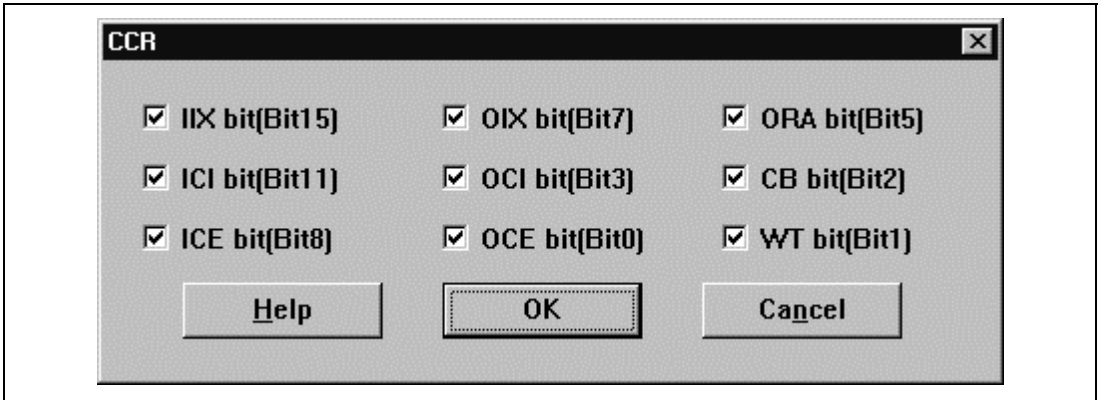 CCR
IIX bit(Bit15) OIX bit(Bit7) ORA bit(Bit5)
ICI bit(Bit11) OCI bit(Bit3) CB bit(Bit2)
ICE bit(Bit8) OCE bit(Bit0) WT bit(Bit1)
Help OK Cancel